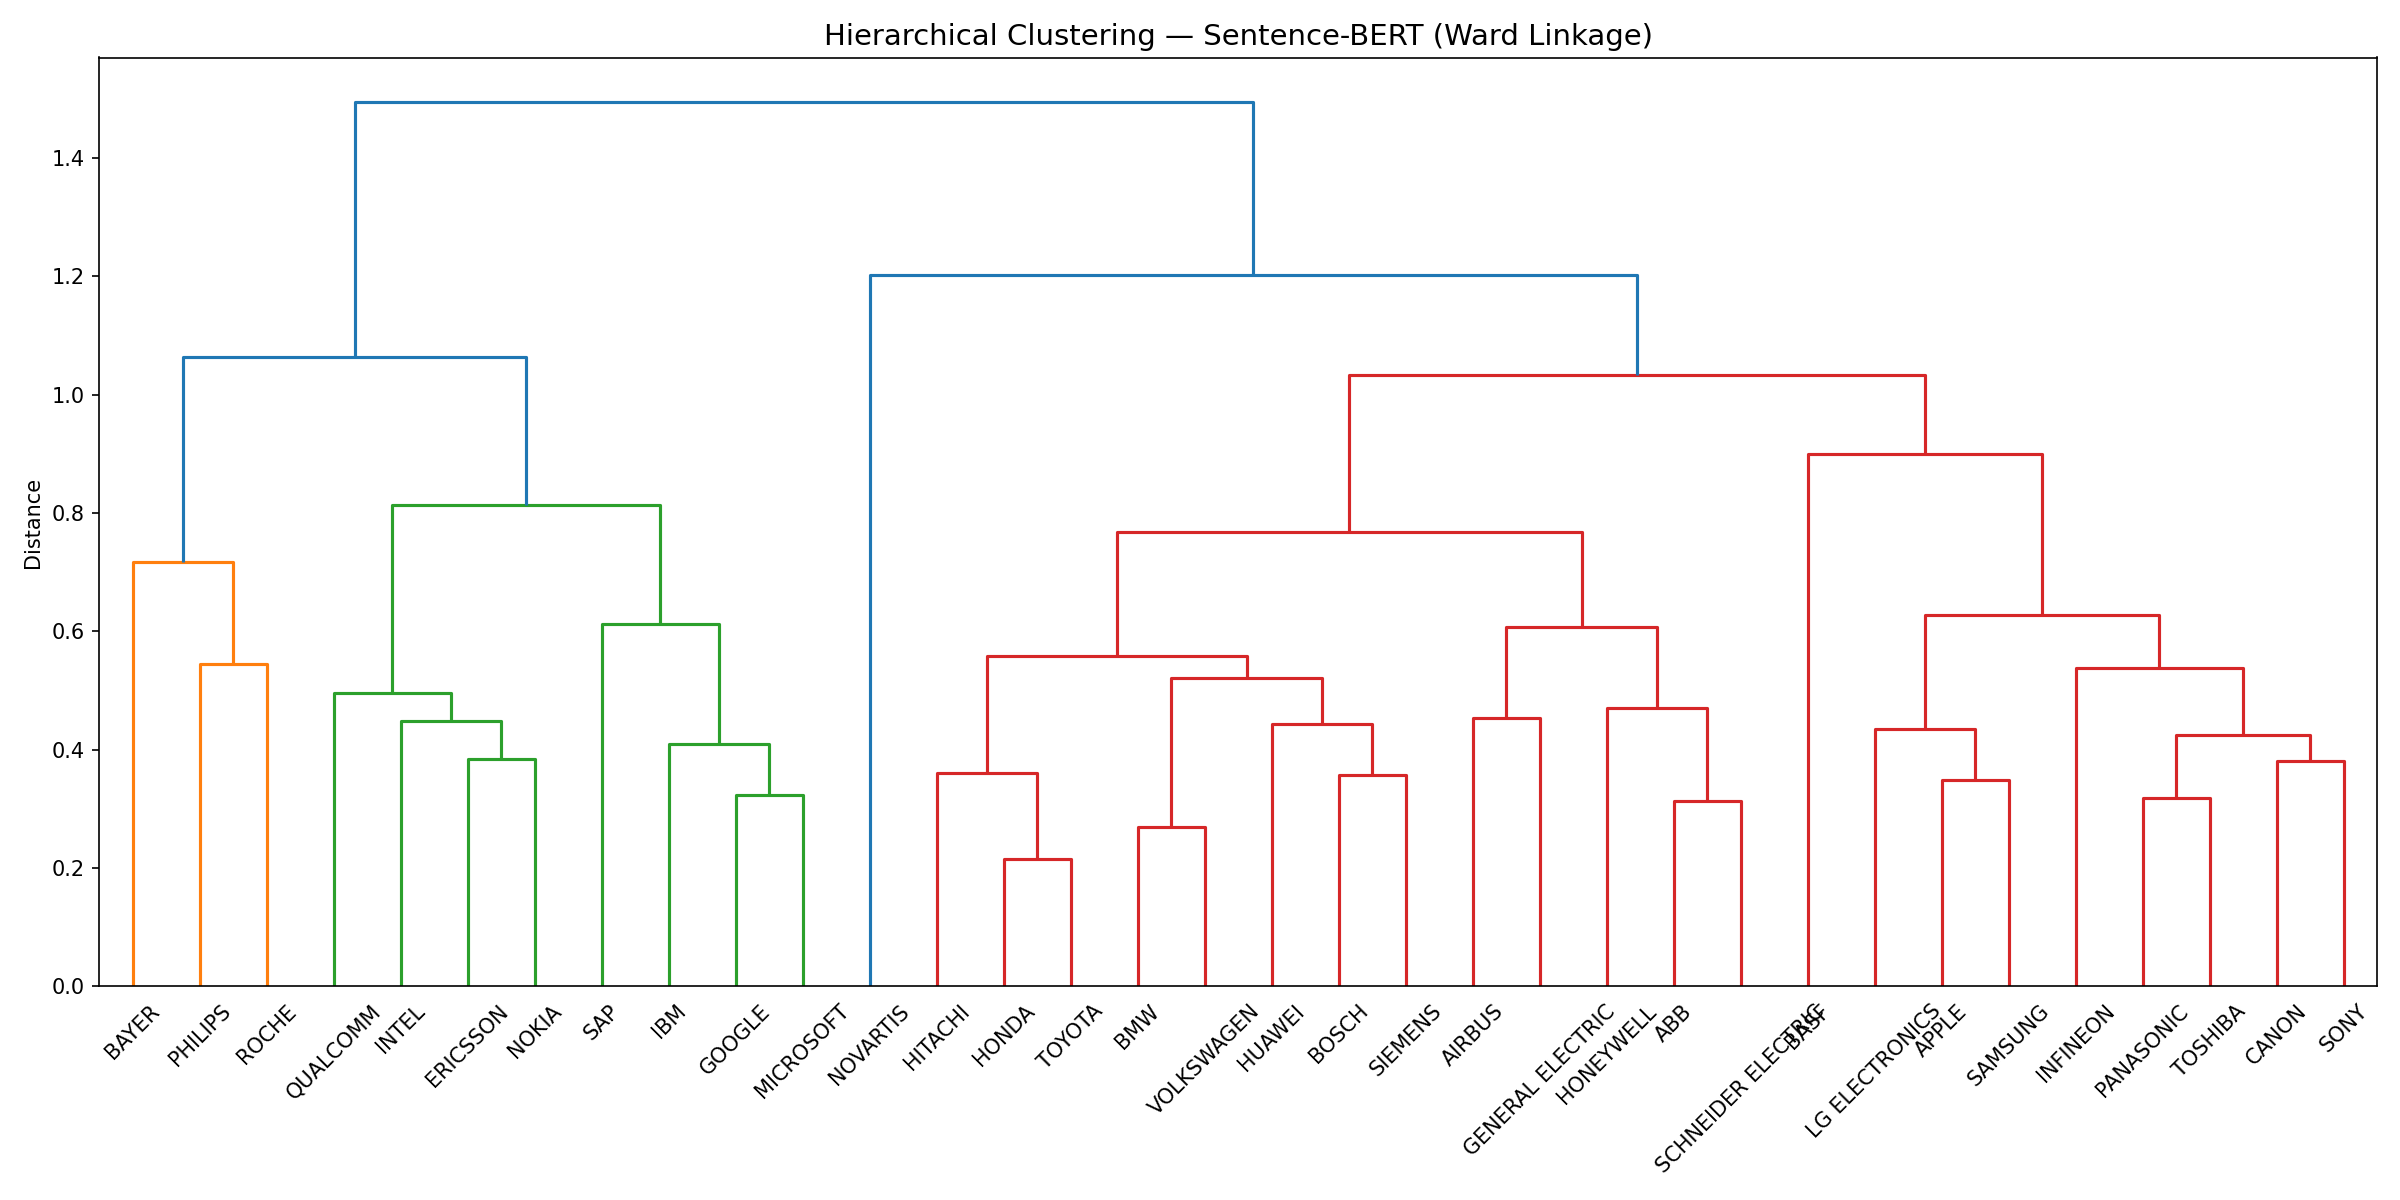 Hierarchical Clustering — Sentence-BERT (Ward Linkage)
Distance
1.4
1.2
1.0
0.8
0.6
0.4
0.2
0.0
BAYER
PHILIPS
ROCHE
QUALCOMM
INTEL
ERICSSON
NOKIA
SAP
IBM
GOOGLE
MICROSOFT
NOVARTIS
HITACHI
HONDA
TOYOTA
BMW
VOLKSWAGEN
HUAWEI
BOSCH
SIEMENS
AIRBUS
GENERAL ELECTRIC
HONEYWELL
ABB
SCHNEIDER ELECTRIC
BASF
LG ELECTRONICS
APPLE
SAMSUNG
INFINEON
PANASONIC
TOSHIBA
CANON
SONY